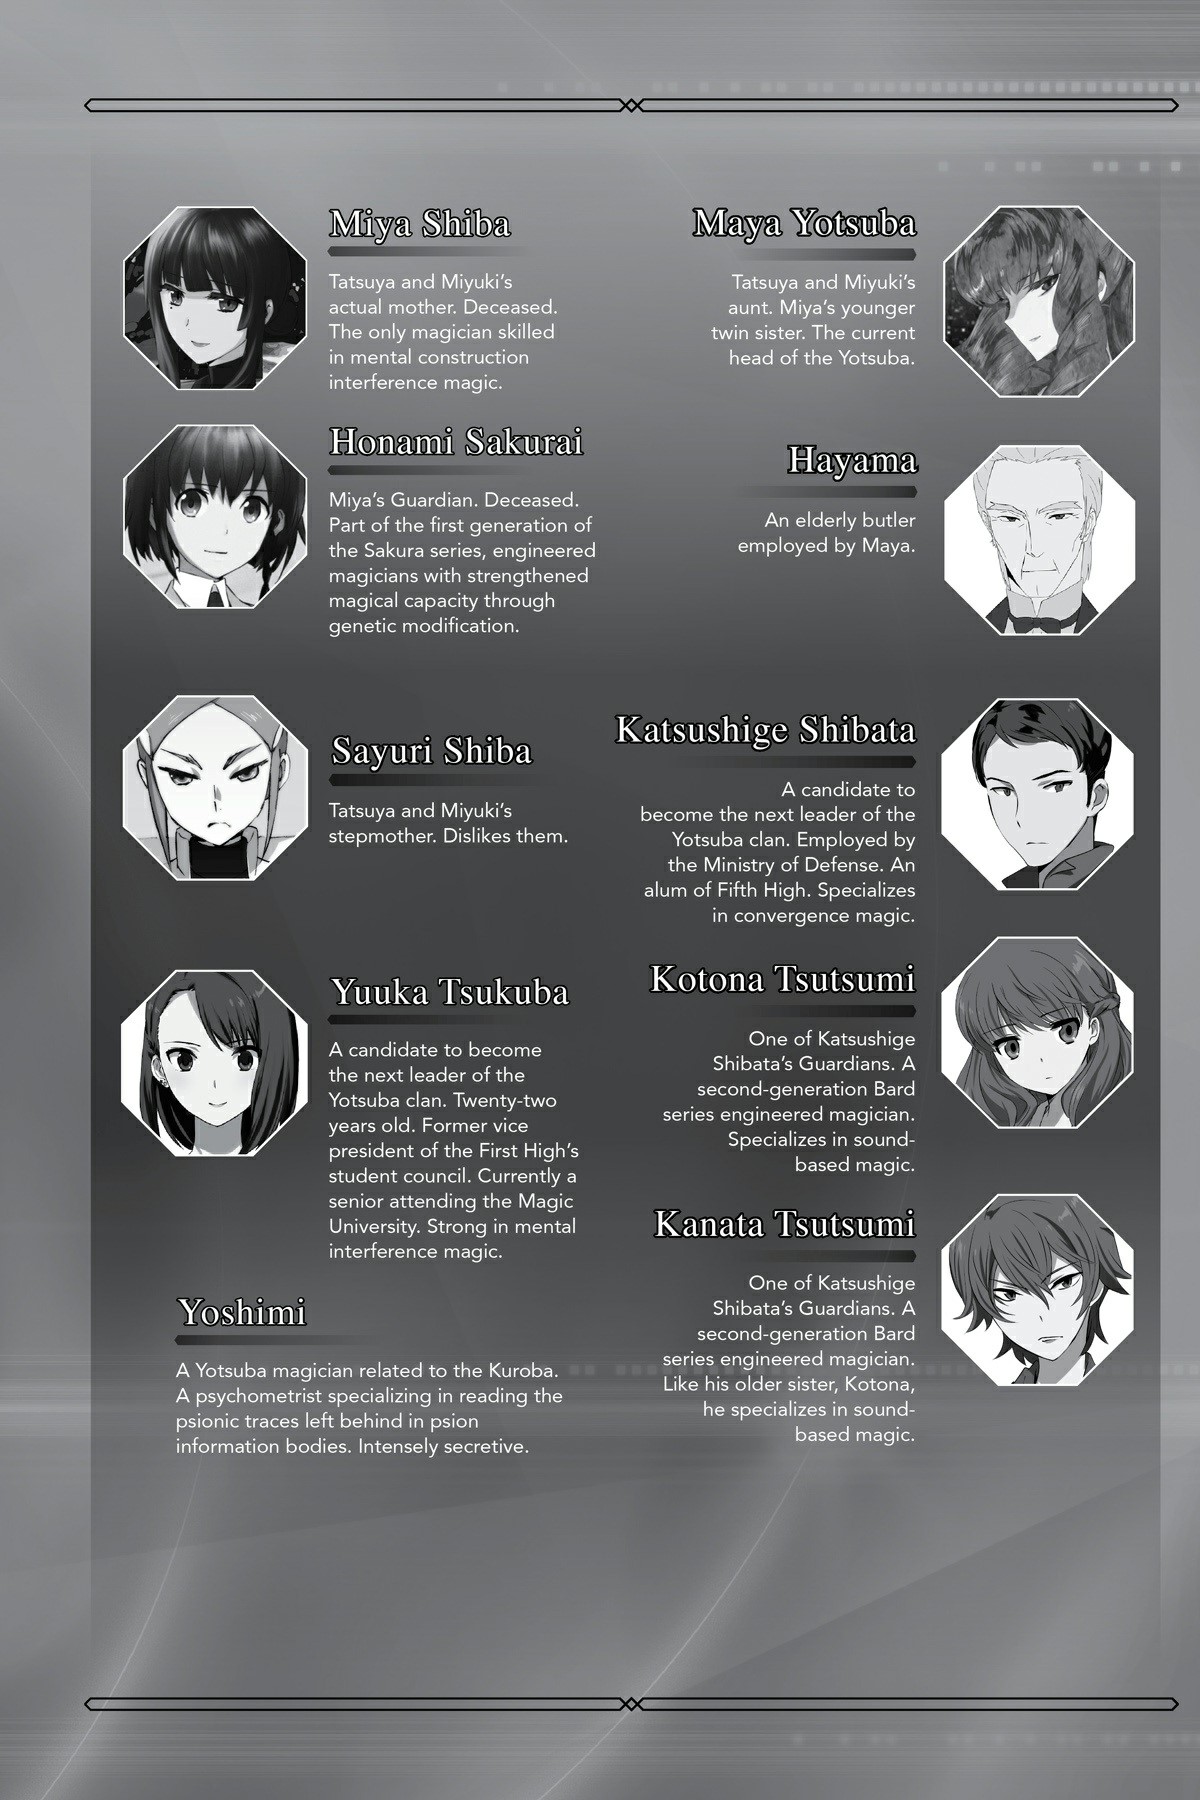 Miya Shiba
Tatsuya and Miyuki’s
actual mother. Deceased.
The only magician skilled
in mental construction
interference magic.
Honami Sakurai
Miya’s Guardian. Deceased.
Part of the first generation of
the Sakura series, engineered
magicians with strengthened
magical capacity through
genetic modification.
Sayuri Shiba
Tatsuya and Miyuki’s
stepmother. Dislikes them.
Yuuka Tsukuba
A candidate to become
the next leader of the
Yotsuba clan. Twenty-two
years old. Former vice
president of the First High’s
student council. Currently a
senior attending the Magic
University. Strong in mental
interference magic.
Yoshimi
A Yotsuba magician related to the Kuroba.
A psychometrist specializing in reading the
psionic traces left behind in psion
information bodies. Intensely secretive.
Maya Yotsuba
Tatsuya and Miyuki’s
aunt. Miya’s younger
twin sister. The current
head of the Yotsuba.
Hayama
An elderly butler
employed by Maya.
Katsushige Shibata
A candidate to
become the next leader of the
Yotsuba clan. Employed by
the Ministry of Defense. An
alum of Fifth High. Specializes
in convergence magic.
Kotona Tsutsumi
One of Katsushige
Shibata’s Guardians. A
second-generation Bard
series engineered magician.
Specializes in sound-
based magic.
Kanata Tsutsumi
One of Katsushige
Shibata’s Guardians. A
second-generation Bard
series engineered magician.
Like his older sister, Kotona,
he specializes in sound-
based magic.